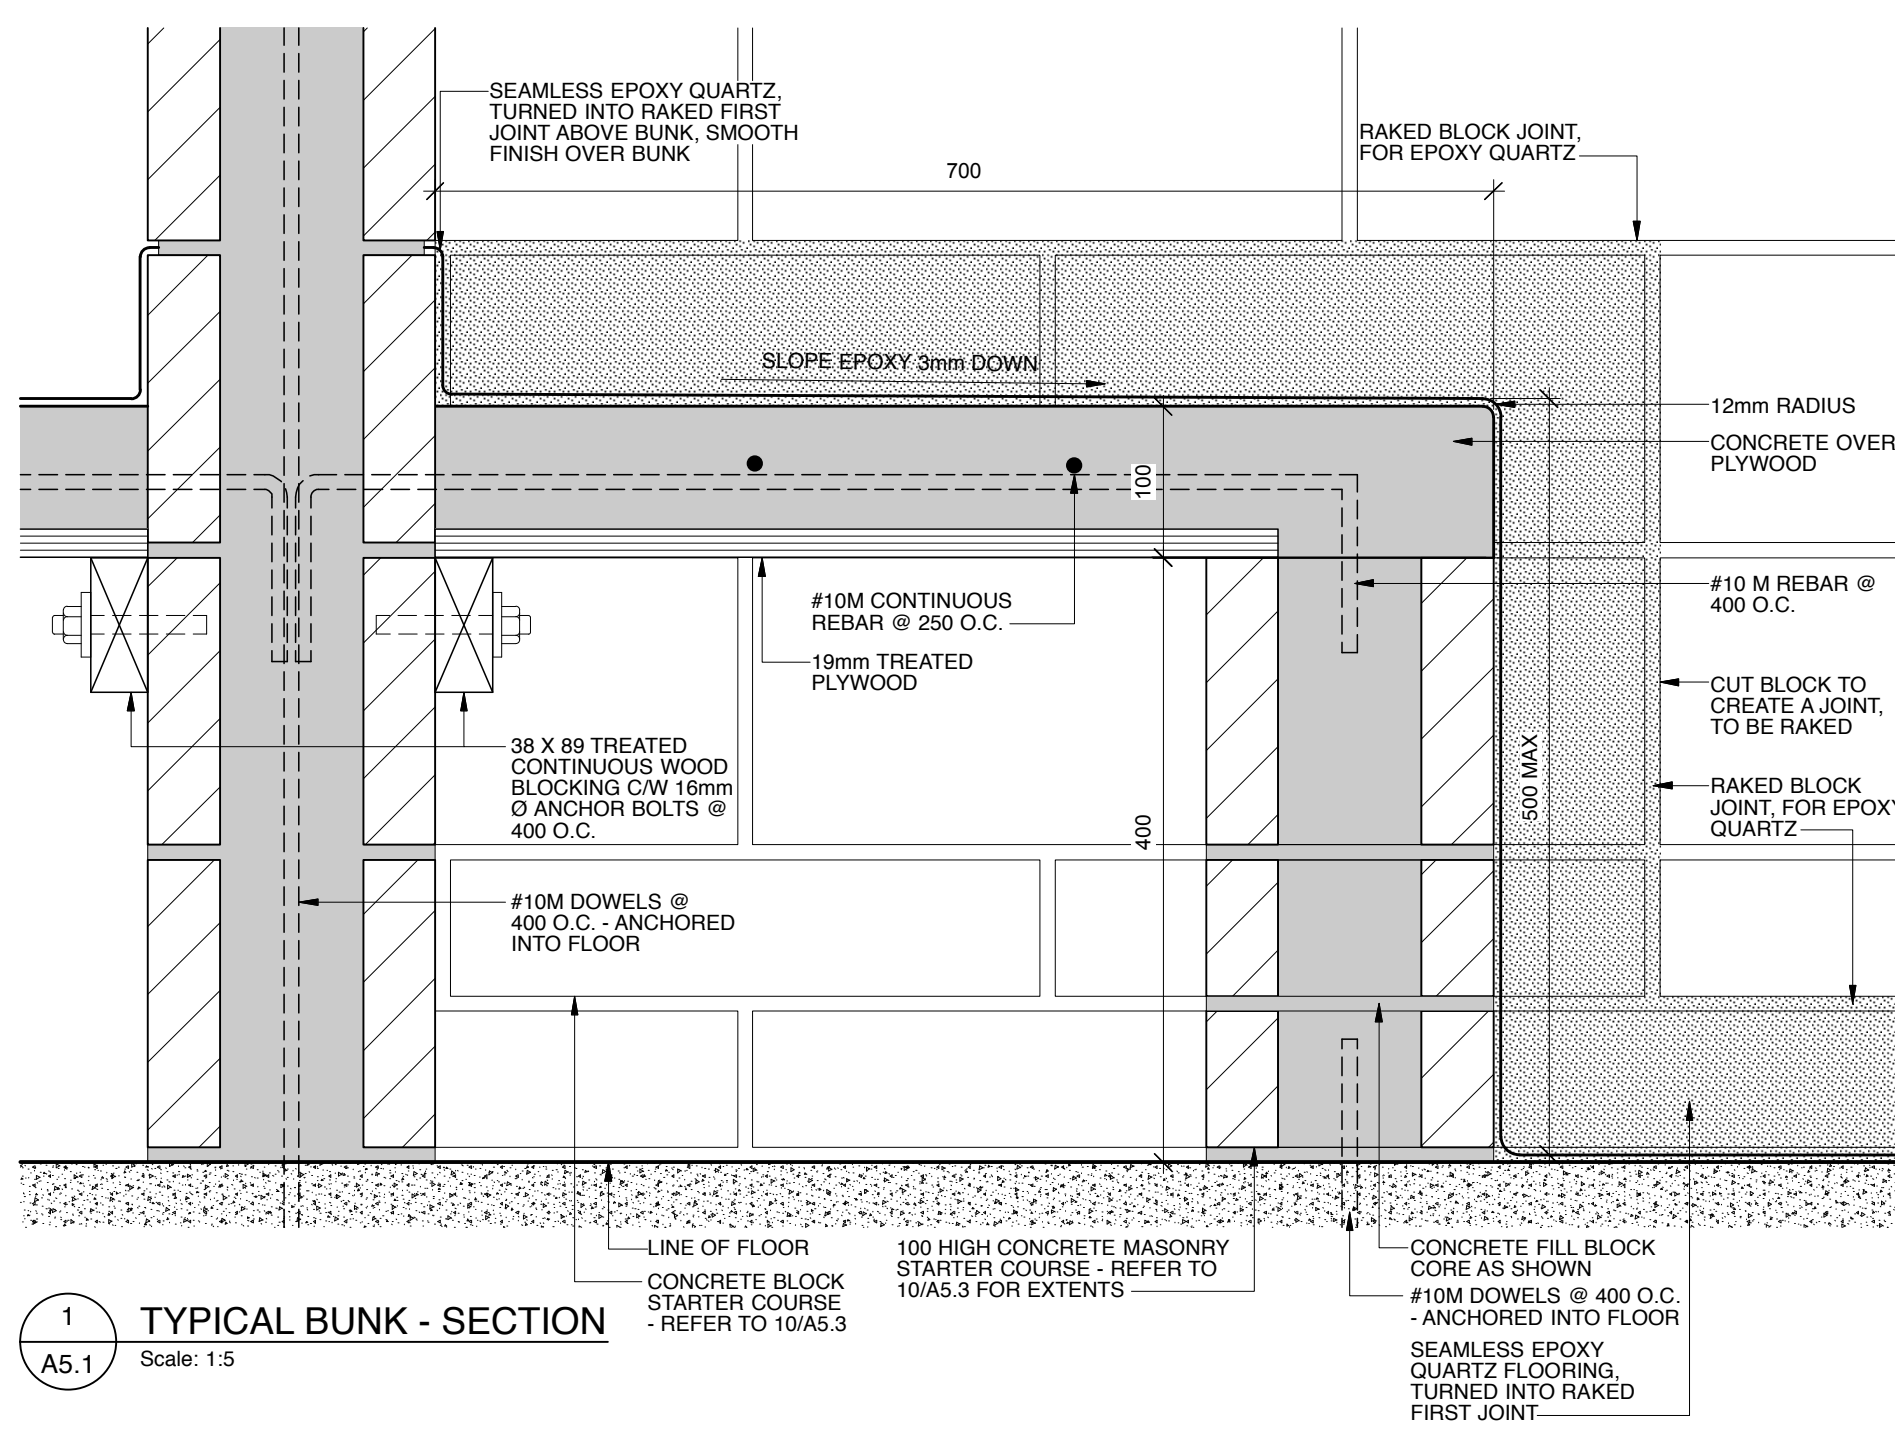 SEAMLESS EPOXY QUARTZ,
TURNED INTO RAKED FIRST
JOINT ABOVE BUNK, SMOOTH
FINISH OVER BUNK
RAKED BLOCK JOINT,
FOR EPOXY QUARTZ
700
SLOPE EPOXY 3mm DOWN
12mm RADIUS
CONCRETE OVER
PLYWOOD
100
#10M CONTINUOUS
REBAR @ 250 O.C.
#10 M REBAR @
400 O.C.
19mm TREATED
PLYWOOD
CUT BLOCK TO
CREATE A JOINT,
TO BE RAKED
38 X 89 TREATED
CONTINUOUS WOOD
BLOCKING C/W 16mm
Ø ANCHOR BOLTS @
400 O.C.
500 MAX
400
RAKED BLOCK
JOINT, FOR EPOXY
QUARTZ
#10M DOWELS @
400 O.C. - ANCHORED
INTO FLOOR
LINE OF FLOOR
CONCRETE BLOCK
STARTER COURSE
- REFER TO 10/A5.3
100 HIGH CONCRETE MASONRY
STARTER COURSE - REFER TO
10/A5.3 FOR EXTENTS
CONCRETE FILL BLOCK
CORE AS SHOWN
#10M DOWELS @ 400 O.C.
- ANCHORED INTO FLOOR
SEAMLESS EPOXY
QUARTZ FLOORING,
TURNED INTO RAKED
FIRST JOINT
1
A5.1
TYPICAL BUNK - SECTION
Scale: 1:5